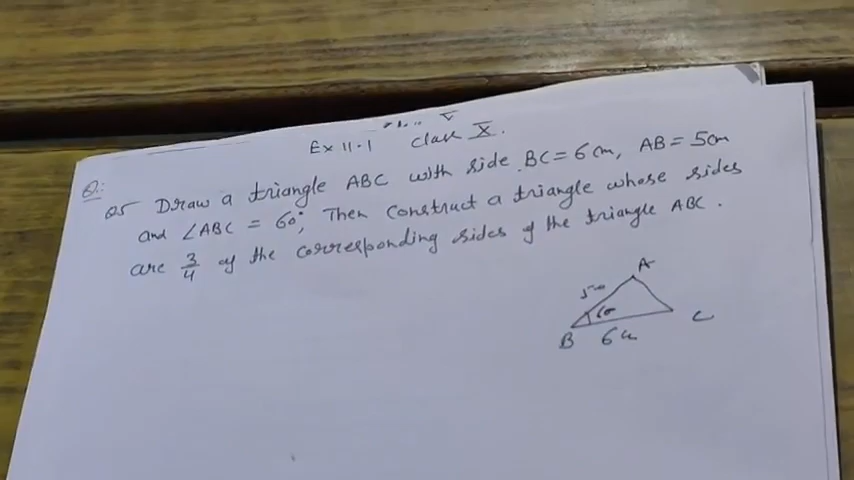 Ex 11.1 class X.
Q:
Q5 Draw a triangle ABC with side BC = 6 cm, AB = 5cm
and ∠ABC = 60°, Then construct a triangle whose sides
are 3/4 of the corresponding sides of the triangle ABC.
A
5cm
60°
B 6cm C